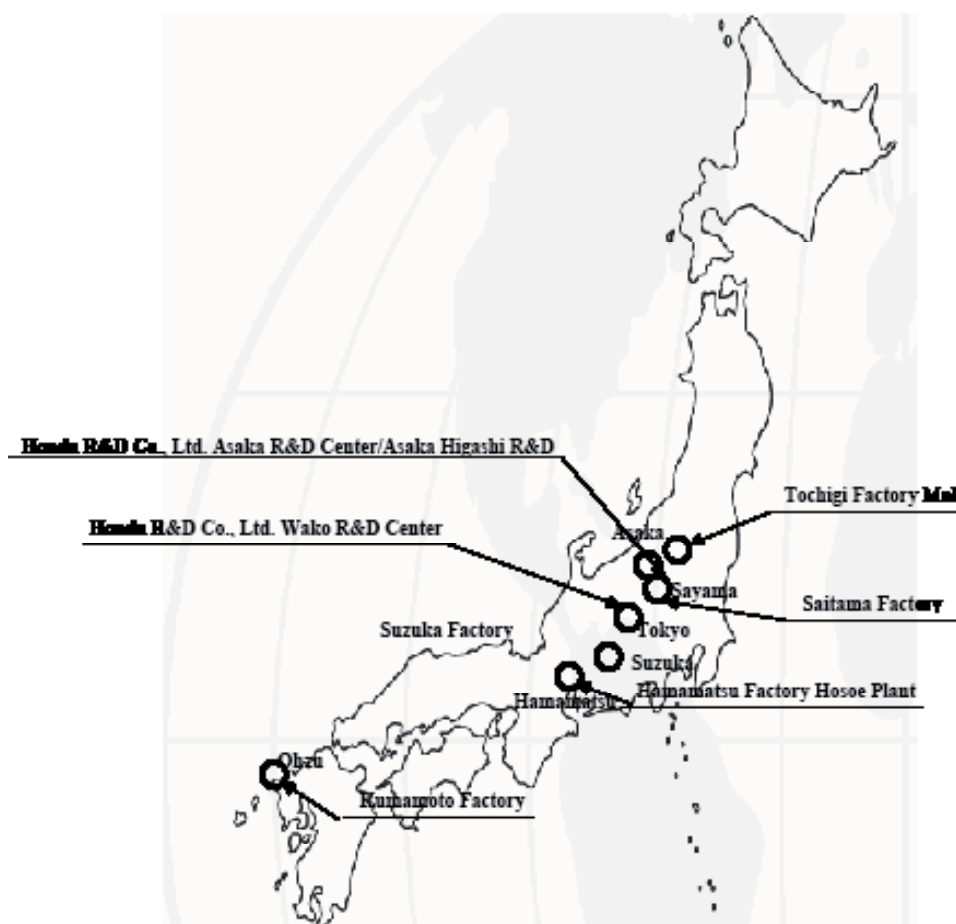 Honda R&D Co., Ltd. Asaka R&D Center/Asaka Higashi R&D
Tochigi Factory
Honda R&D Co., Ltd. Wako R&D Center
Asaka
Sayama
Saitama Factory
Suzuka Factory
Tokyo
Suzuka
Hamamatsu Factory Hosoe Plant
Hamamatsu
Ohzu
Kumamoto Factory